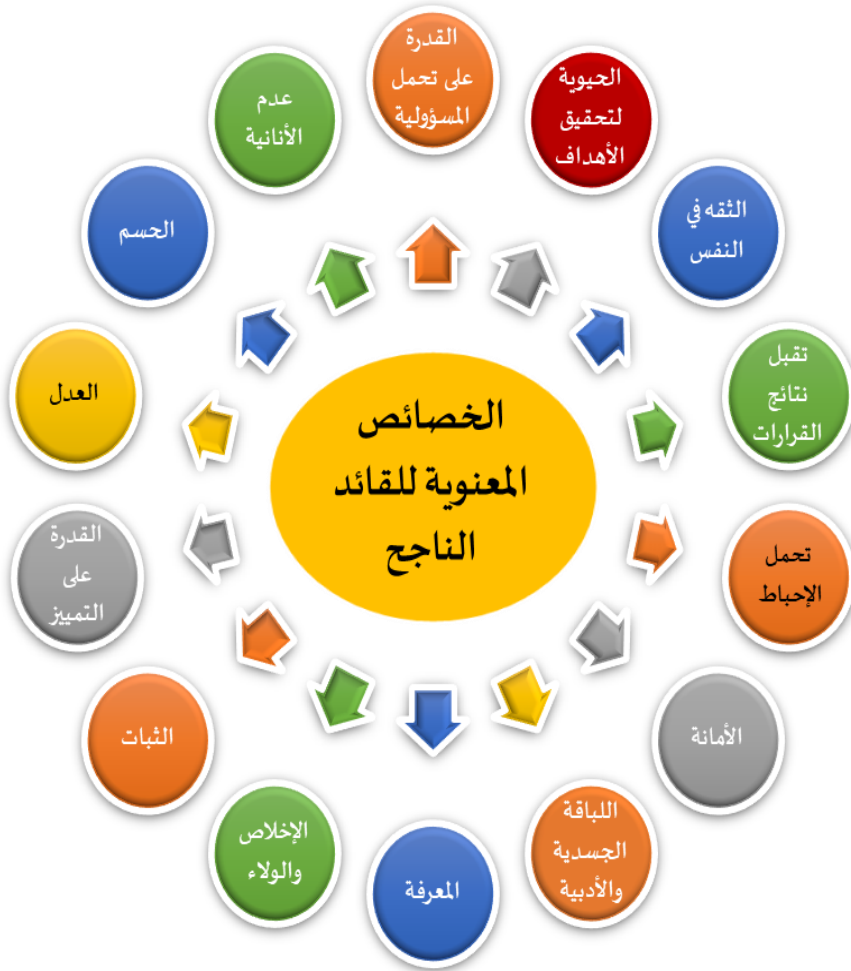 الخصائص
المعنوية للقائد
الناجح
القدرة
على تحمل
المسؤولية
الحيوية
لتحقيق
الأهداف
الثقه في
النفس
تقبل
نتائج
القرارات
تحمل
الإحباط
الأمانة
اللباقة
الجسدية
والأدبية
المعرفة
الإخلاص
والولاء
الثبات
القدرة
على
التمييز
العدل
الحسم
عدم
الأنانية